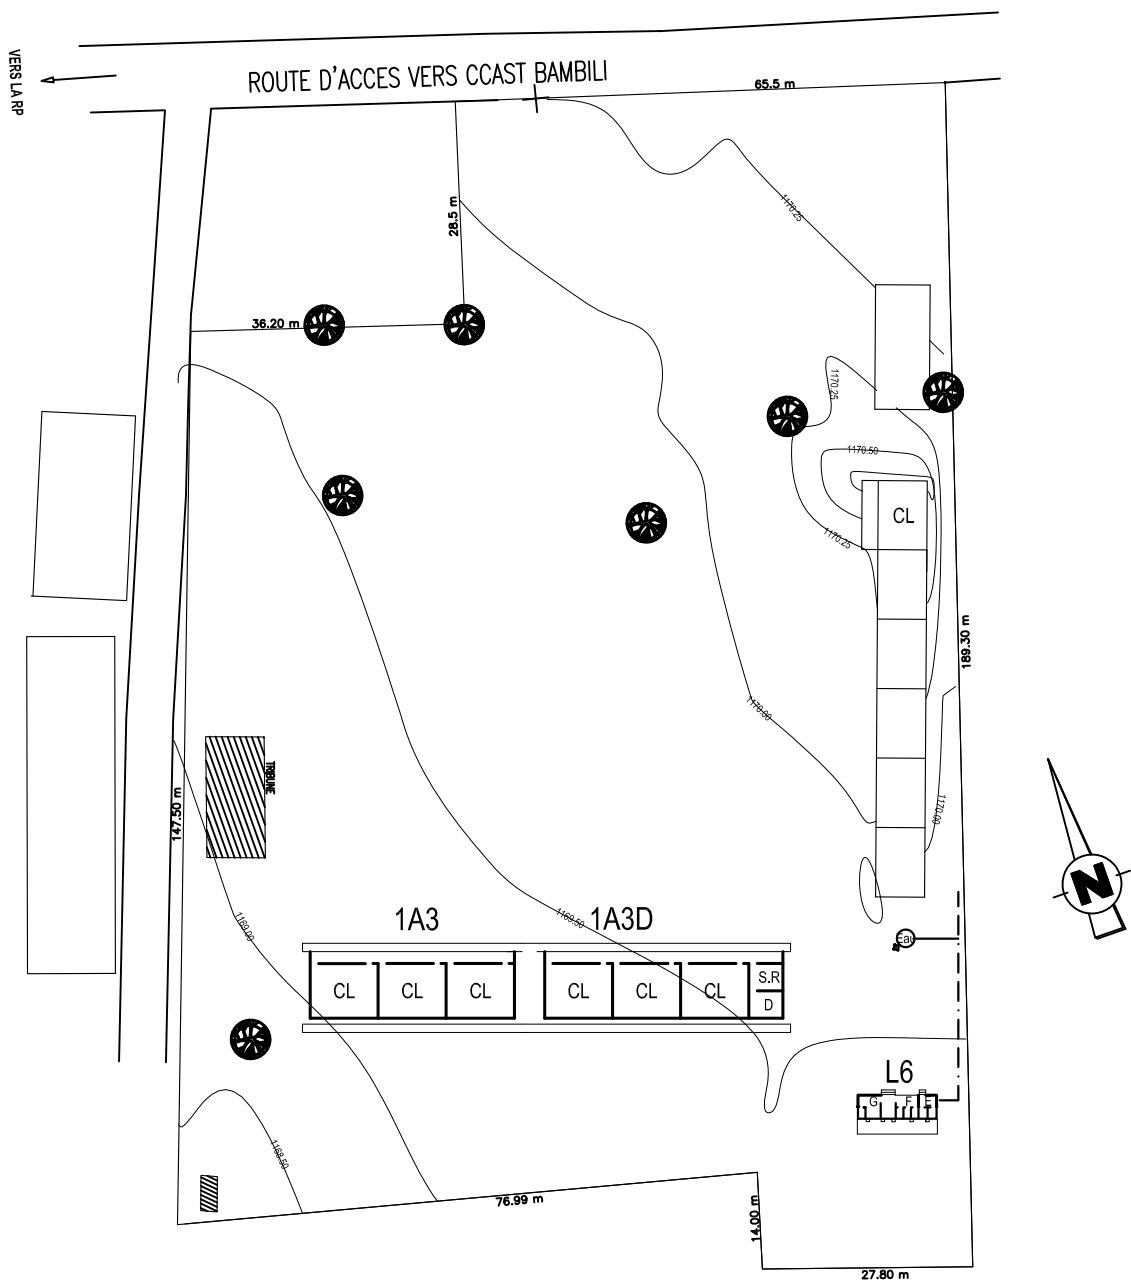 VERS LA RP
ROUTE D'ACCES VERS CCAST BAMBILI
65.5 m
28.5 m
1170.25
36.20 m
1170.25
1170.50
CL
1170.25
189.30 m
1170.00
TRIBUNE
147.50 m
1170.00
N
1A3
1A3D
1169.00
1169.50
Eau
CL
CL
CL
CL
CL
CL
S.R
D
L6
G
F
E
1168.50
76.99 m
14.00 m
27.80 m